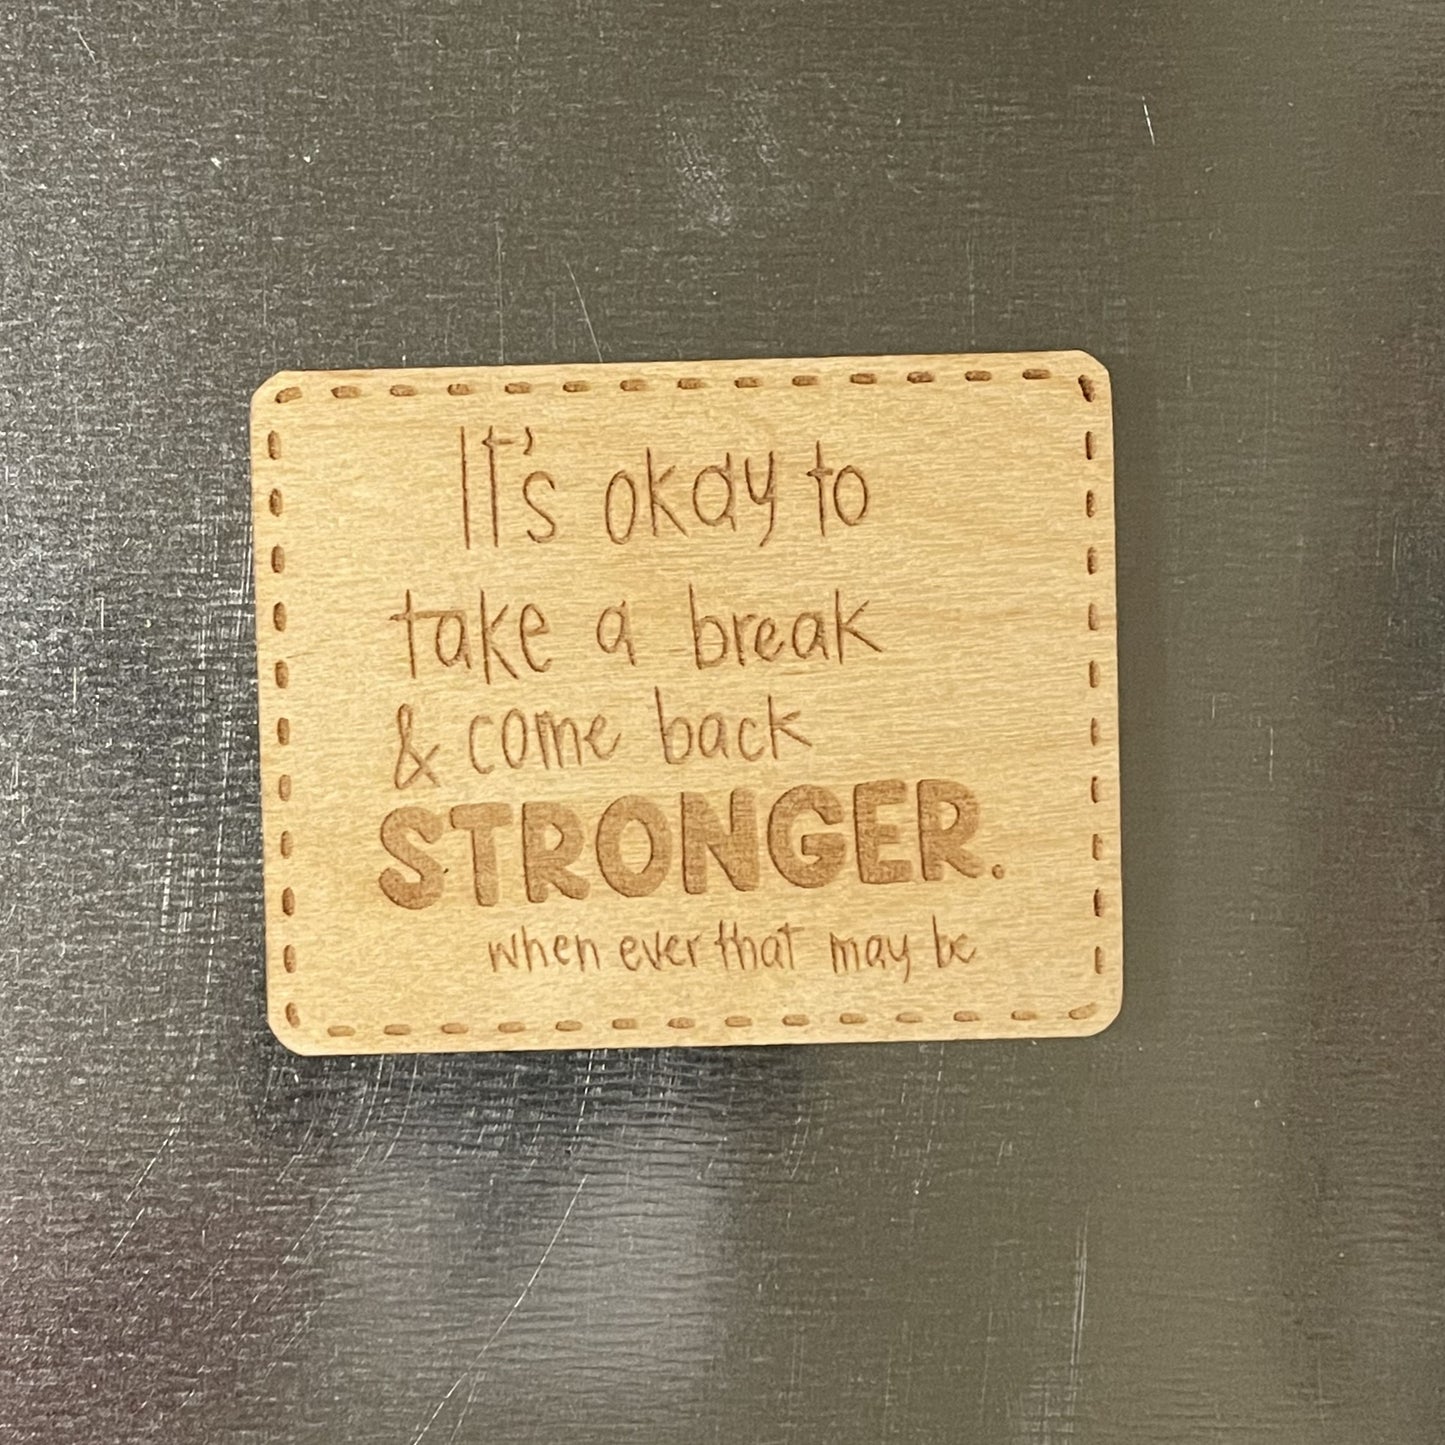 It's okay to
take a break
& come back
STRONGER.
when ever that may be